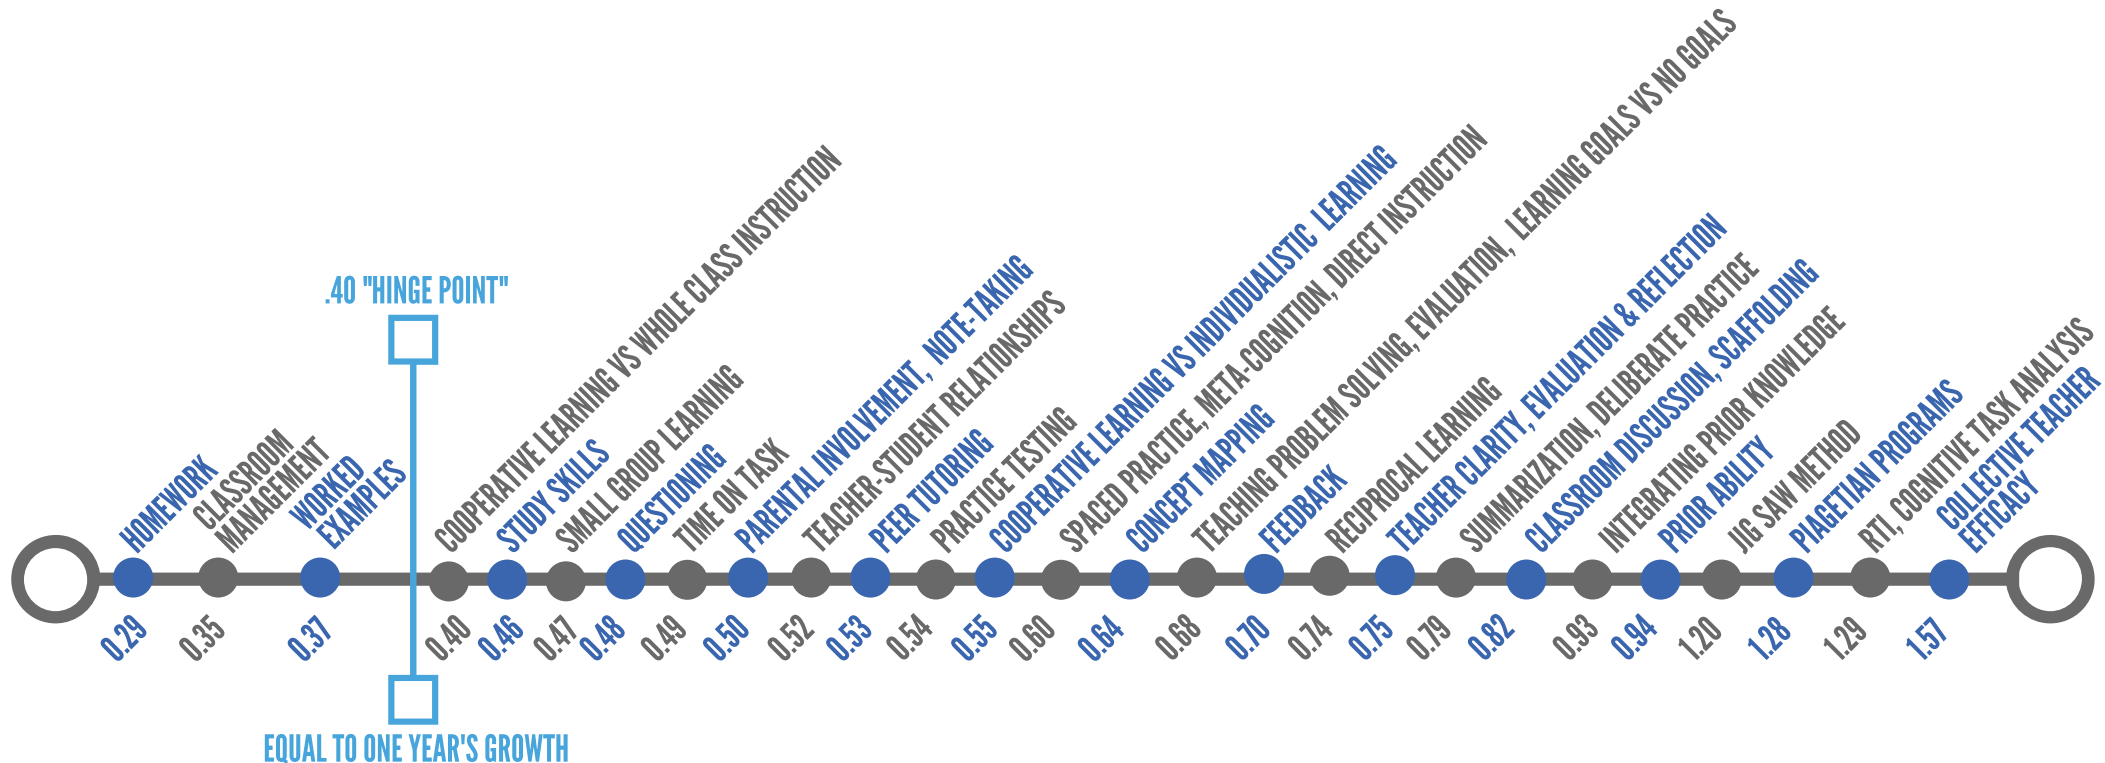 .40 "HINGE POINT"
HOMEWORK
CLASSROOM
MANAGEMENT
WORKED
EXAMPLES
COOPERATIVE LEARNING VS WHOLE CLASS INSTRUCTION
STUDY SKILLS
SMALL GROUP LEARNING
QUESTIONING
TIME ON TASK
PARENTAL INVOLVEMENT, NOTE-TAKING
TEACHER-STUDENT RELATIONSHIPS
PEER TUTORING
PRACTICE TESTING
COOPERATIVE LEARNING VS INDIVIDUALISTIC LEARNING
SPACED PRACTICE, META-COGNITION, DIRECT INSTRUCTION
CONCEPT MAPPING
TEACHING PROBLEM SOLVING, EVALUATION, LEARNING GOALS VS NO GOALS
FEEDBACK
RECIPROCAL LEARNING
TEACHER CLARITY, EVALUATION & REFLECTION
SUMMARIZATION, DELIBERATE PRACTICE
CLASSROOM DISCUSSION, SCAFFOLDING
INTEGRATING PRIOR KNOWLEDGE
PRIOR ABILITY
JIG SAW METHOD
PIAGETIAN PROGRAMS
RTI, COGNITIVE TASK ANALYSIS
COLLECTIVE TEACHER
EFFICACY
0.29
0.35
0.37
0.40
0.46
0.47
0.48
0.49
0.50
0.52
0.53
0.54
0.55
0.60
0.64
0.68
0.70
0.74
0.75
0.79
0.82
0.93
0.94
1.20
1.28
1.29
1.57
EQUAL TO ONE YEAR'S GROWTH